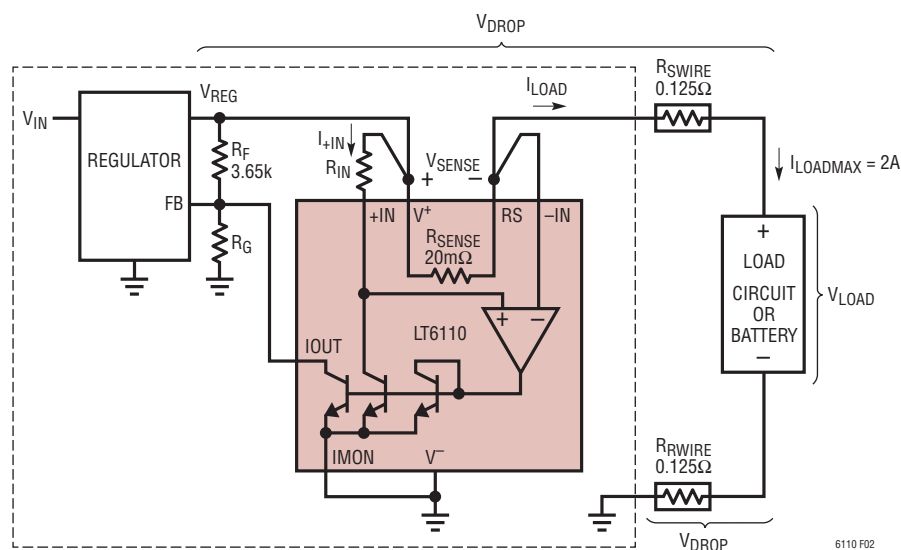 VDROP
VIN
REGULATOR
FB
VREG
RF
3.65k
RG
I+IN
RIN
+ VSENSE −
ILOAD
RSWIRE
0.125Ω
ILOADMAX = 2A
+IN
V+
RS
–IN
RSENSE
20mΩ
+ −
LT6110
IOUT
IMON
V–
+
LOAD
CIRCUIT
OR
BATTERY
−
VLOAD
RRWIRE
0.125Ω
VDROP
6110 F02